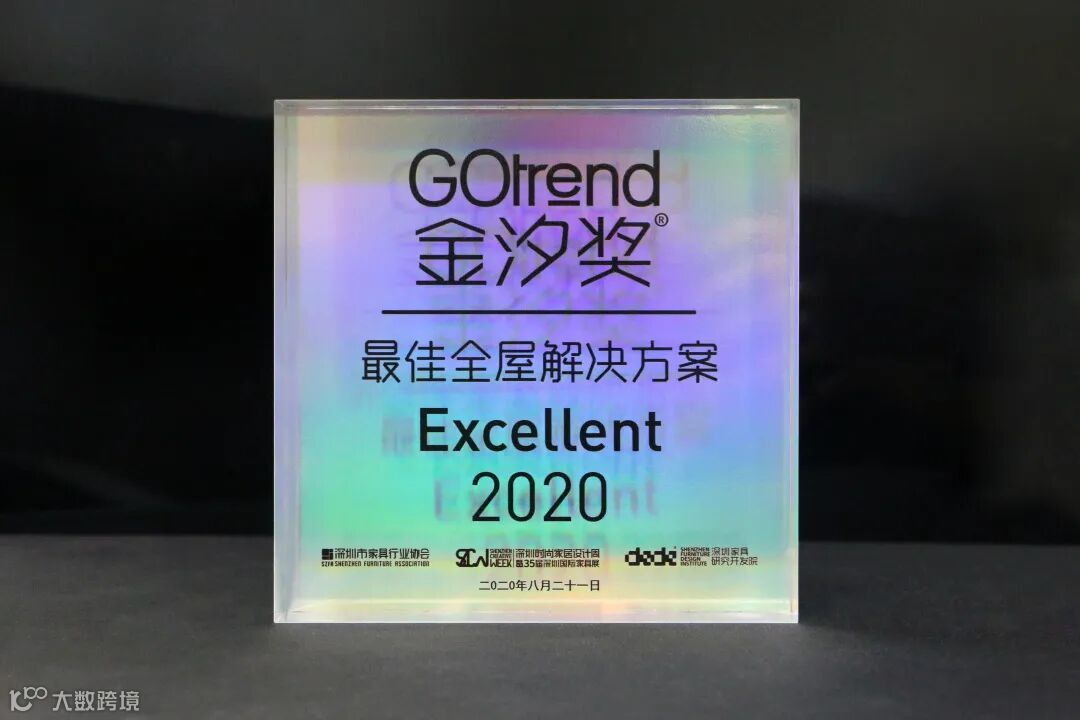 GOtrend
金汐奖®
最佳全屋解决方案
Excellent
2020
深圳市家具行业协会
SZFA SHENZHEN FURNITURE ASSOCIATION
SCW SHENZHEN CREATIVE WEEK
深圳时尚家居设计周
暨35届深圳国际家具展
dede SHENZHEN FURNITURE DESIGN INSTITUTE
深圳家具研究开发院
二〇二〇年八月二十一日
大数跨境